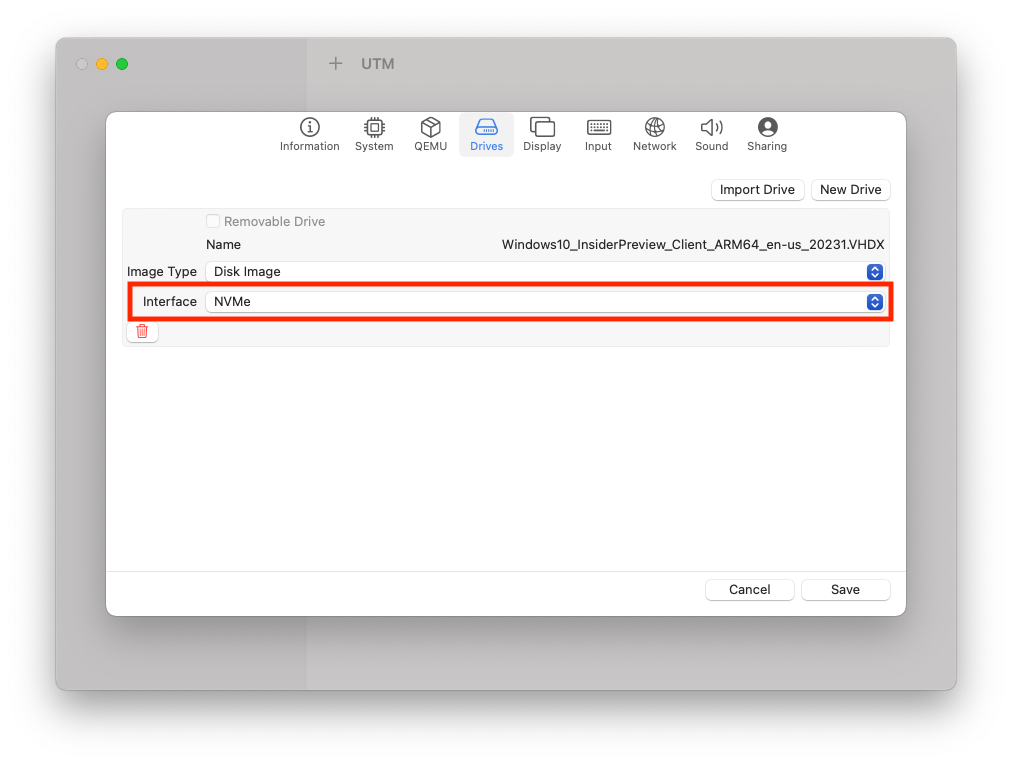 UTM
Information System QEMU Drives Display Input Network Sound Sharing
Import Drive New Drive
Removable Drive
Name Windows10_InsiderPreview_Client_ARM64_en-us_20231.VHDX
Image Type Disk Image
Interface NVMe
Cancel Save